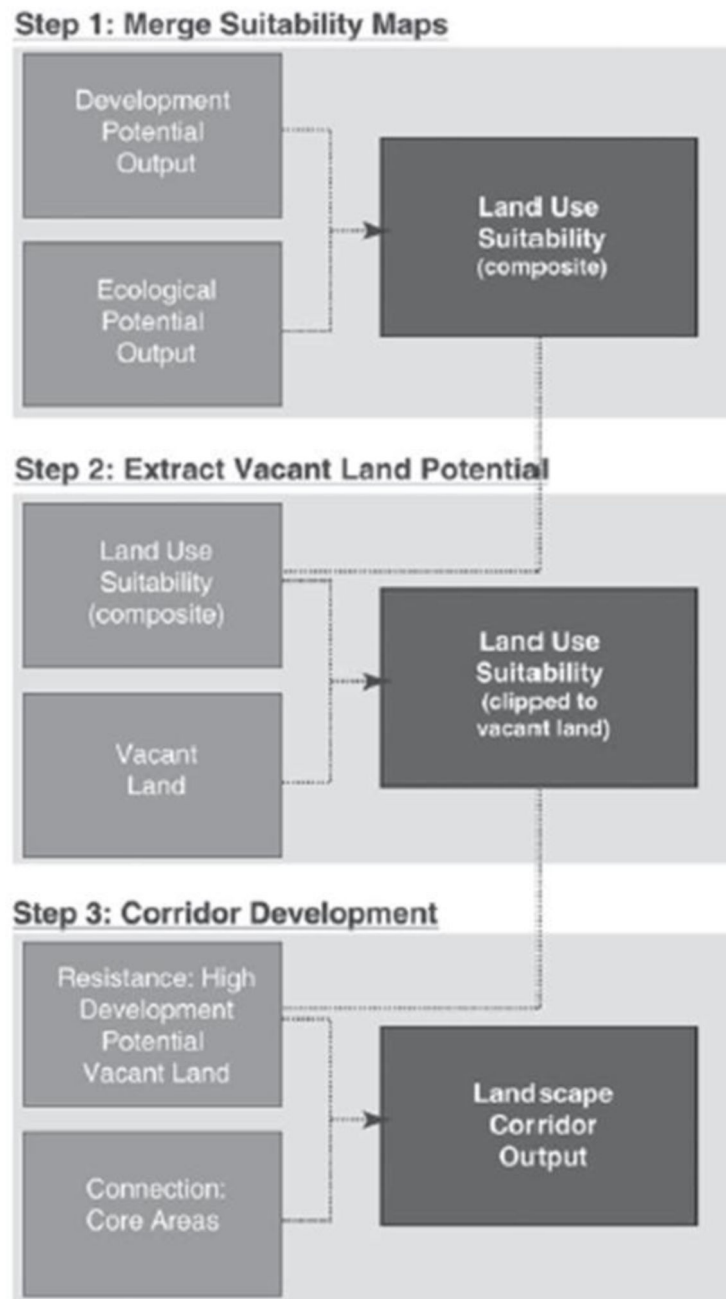 Step 1: Merge Suitability Maps
Development
Potential
Output
Ecological
Potential
Output
Land Use
Suitability
(composite)
Step 2: Extract Vacant Land Potential
Land Use
Suitability
(composite)
Vacant
Land
Land Use
Suitability
(clipped to
vacant land)
Step 3: Corridor Development
Resistance: High
Development
Potential
Vacant Land
Connection:
Core Areas
Landscape
Corridor
Output